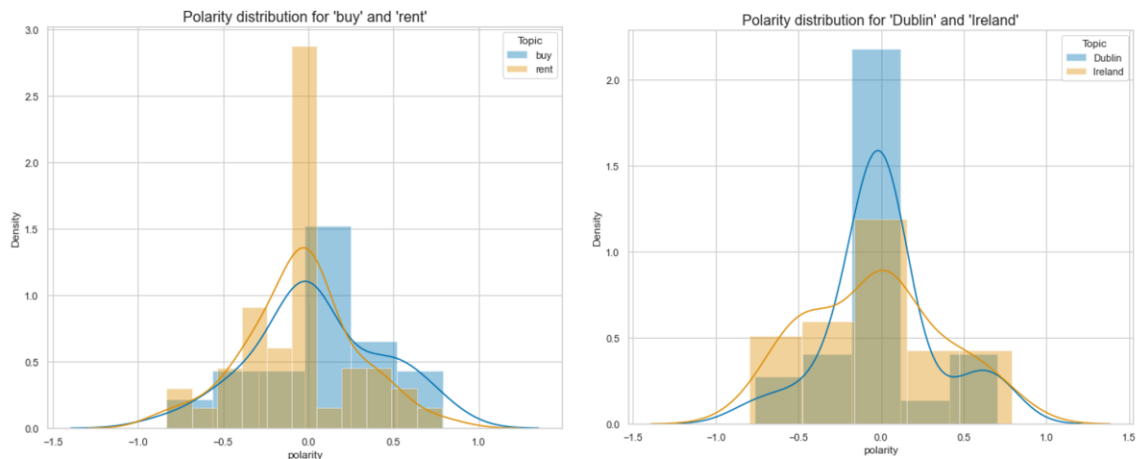 Polarity distribution for 'buy' and 'rent'
3.0
2.5
2.0
1.5
1.0
0.5
0.0
Density
Topic
buy
rent
−1.5 −1.0 −0.5 0.0 0.5 1.0
polarity
Polarity distribution for 'Dublin' and 'Ireland'
2.0
1.5
1.0
0.5
0.0
Density
Topic
Dublin
Ireland
−1.5 −1.0 −0.5 0.0 0.5 1.0 1.5
polarity